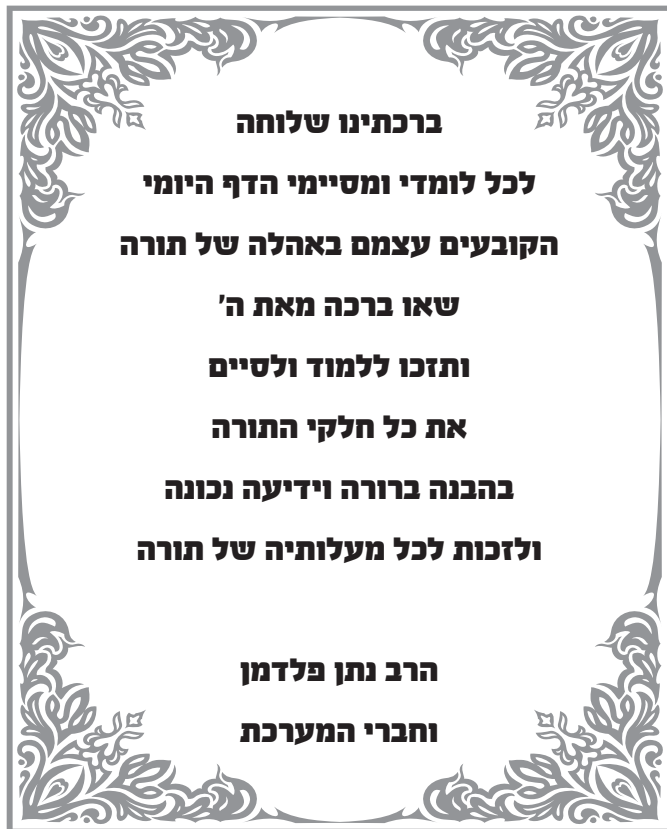 ברכתינו שלוחה
לכל לומדי ומסיימי הדף היומי
הקובעים עצמם באהלה של תורה
שאו ברכה מאת ה'
ותזכו ללמוד ולסיים
את כל חלקי התורה
בהבנה ברורה וידיעה נכונה
ולזכות לכל מעלותיה של תורה
הרב נתן פלדמן
וחברי המערכת